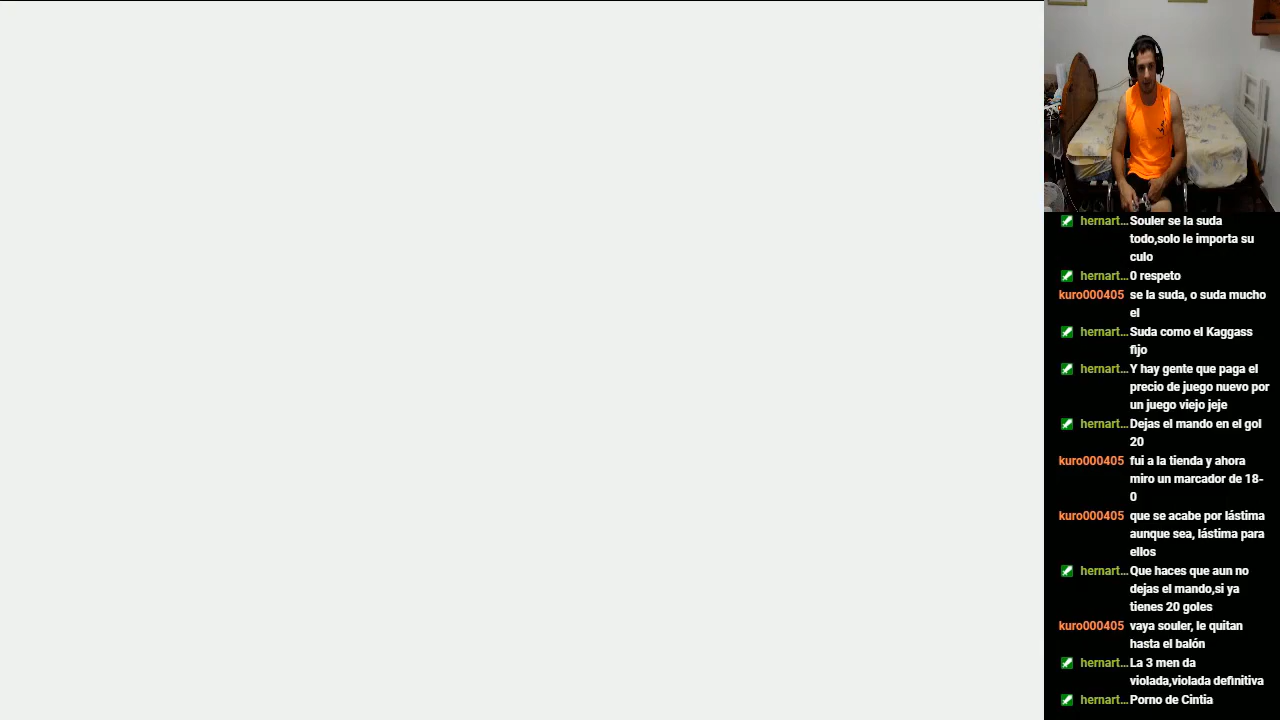 hernart…Souler se la suda
todo,solo le importa su
culo
hernart…0 respeto
kuro000405 se la suda, o suda mucho
el
hernart…Suda como el Kaggass
fijo
hernart…Y hay gente que paga el
precio de juego nuevo por
un juego viejo jeje
hernart…Dejas el mando en el gol
20
kuro000405 fui a la tienda y ahora
miro un marcador de 18-
0
kuro000405 que se acabe por lástima
aunque sea, lástima para
ellos
hernart…Que haces que aun no
dejas el mando,si ya
tienes 20 goles
kuro000405 vaya souler, le quitan
hasta el balón
hernart…La 3 men da
violada,violada definitiva
hernart…Porno de Cintia